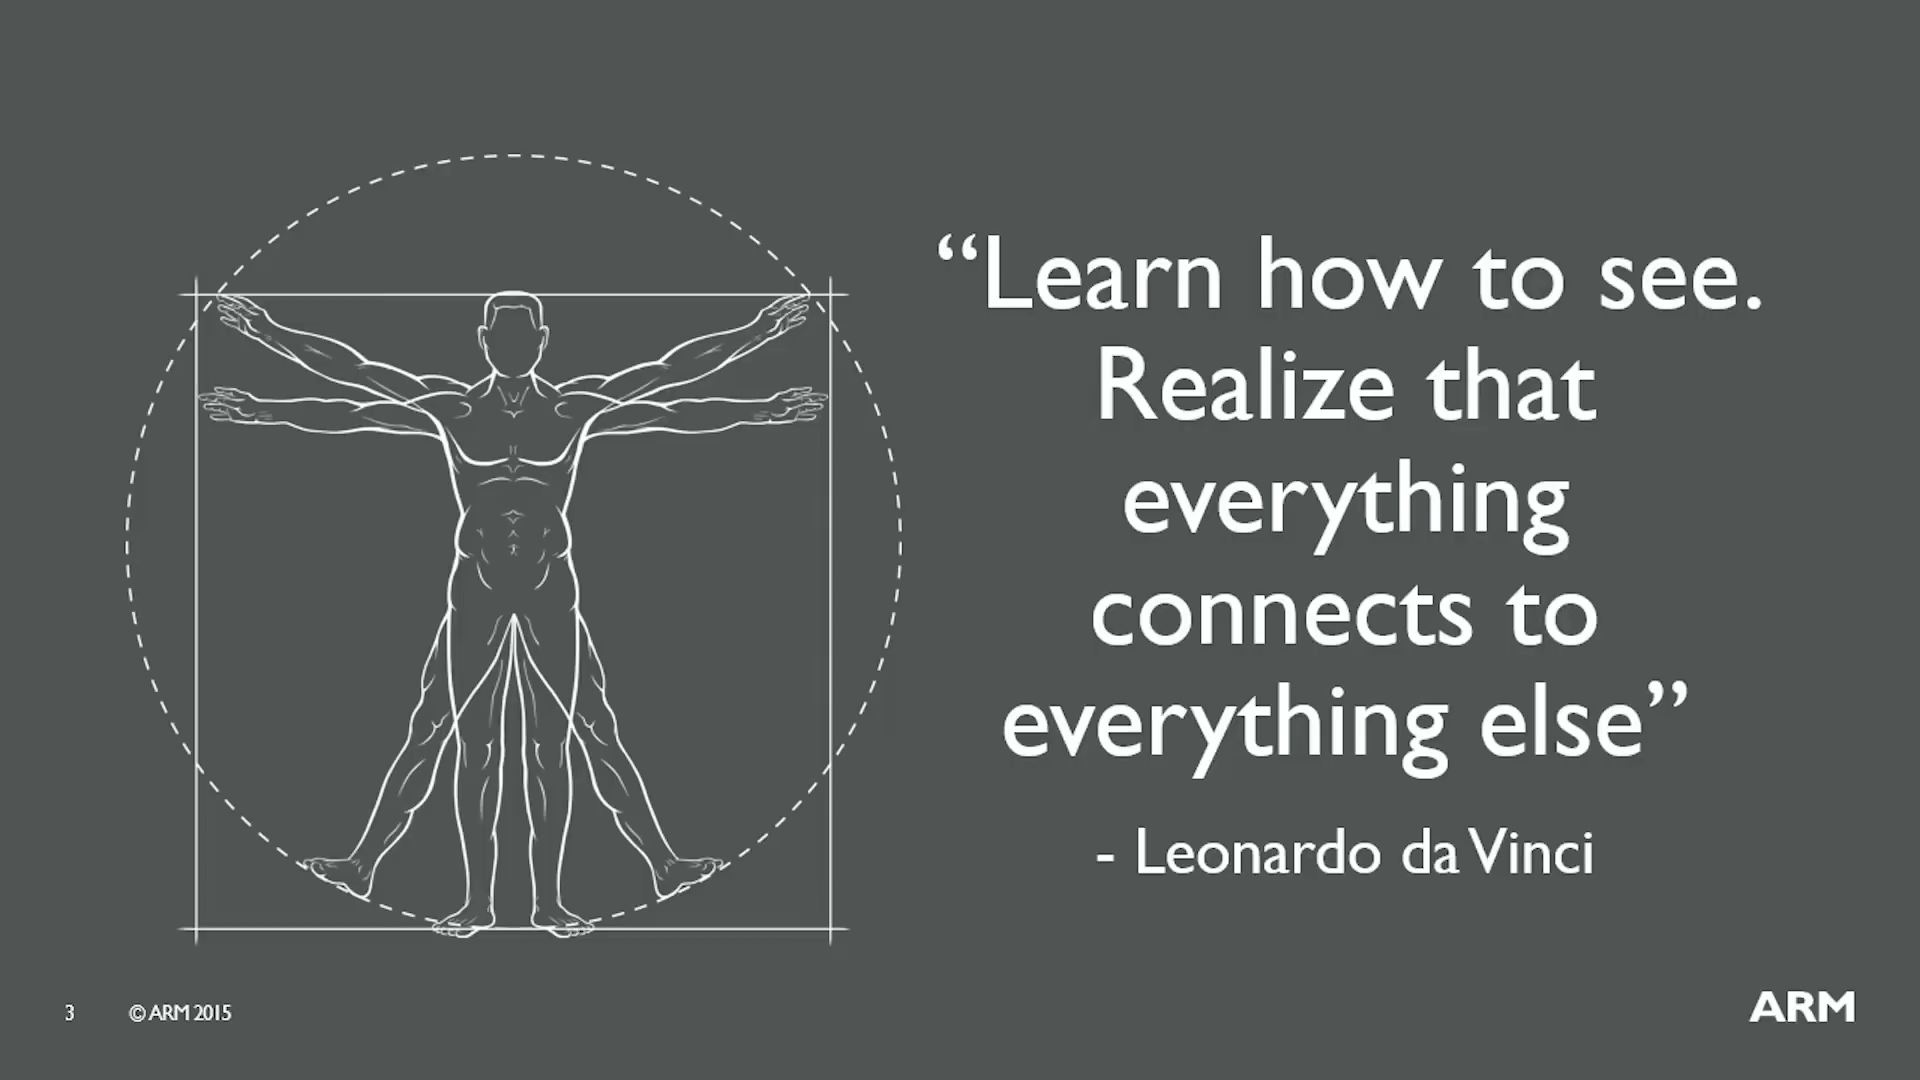 “Learn how to see.
Realize that
everything
connects to
everything else”
- Leonardo da Vinci
3 © ARM 2015
ARM